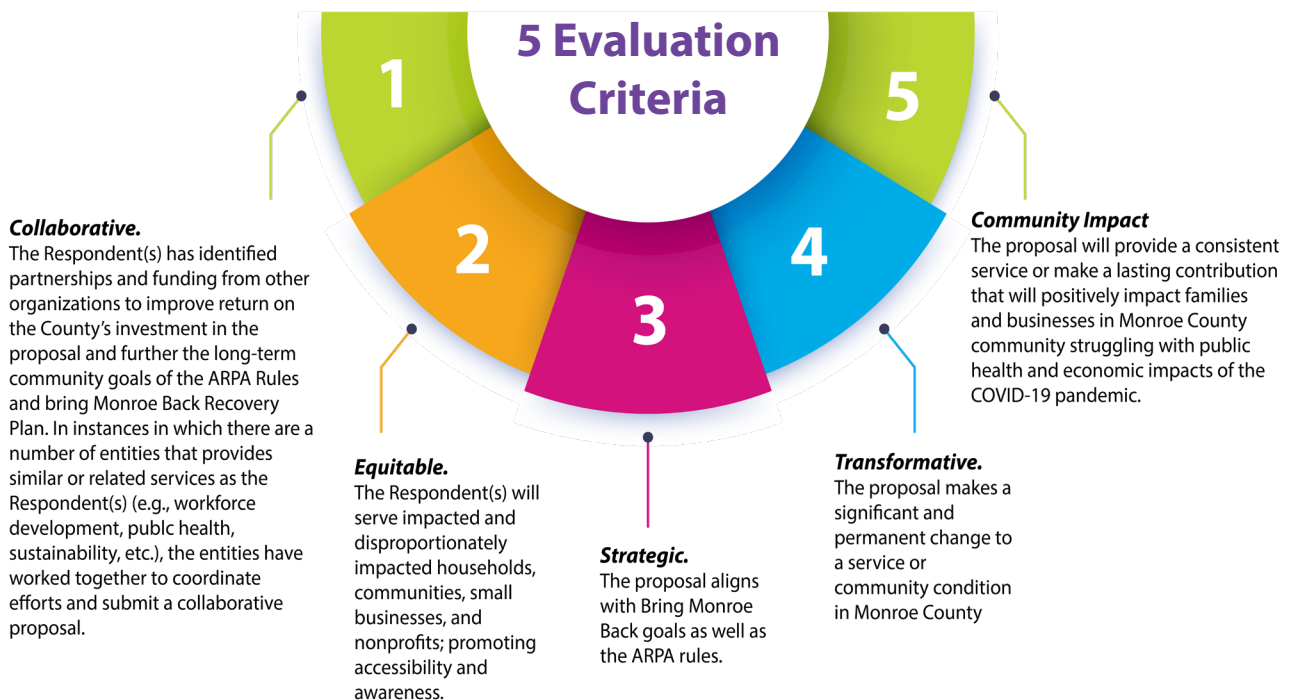 5 Evaluation
Criteria
1
2
3
4
5
Collaborative.
The Respondent(s) has identified
partnerships and funding from other
organizations to improve return on
the County’s investment in the
proposal and further the long-term
community goals of the ARPA Rules
and bring Monroe Back Recovery
Plan. In instances in which there are a
number of entities that provides
similar or related services as the
Respondent(s) (e.g., workforce
development, publc health,
sustainability, etc.), the entities have
worked together to coordinate
efforts and submit a collaborative
proposal.
Equitable.
The Respondent(s) will
serve impacted and
disproportionately
impacted households,
communities, small
businesses, and
nonprofits; promoting
accessibility and
awareness.
Strategic.
The proposal aligns
with Bring Monroe
Back goals as well as
the ARPA rules.
Transformative.
The proposal makes a
significant and
permanent change to
a service or
community condition
in Monroe County
Community Impact
The proposal will provide a consistent
service or make a lasting contribution
that will positively impact families
and businesses in Monroe County
community struggling with public
health and economic impacts of the
COVID-19 pandemic.